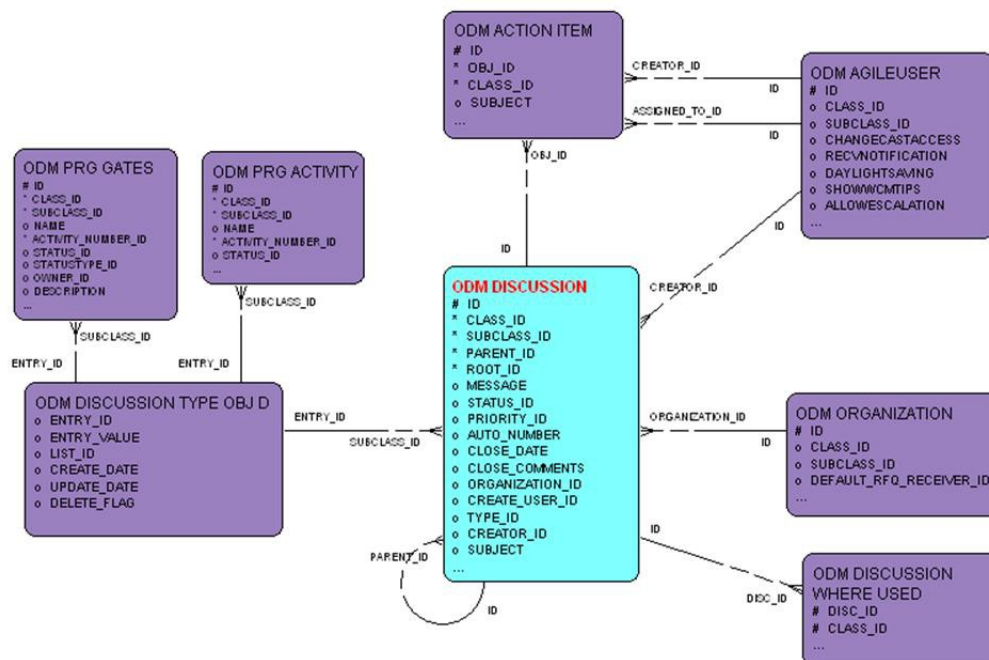 ODM ACTION ITEM
# ID
* OBJ_ID
* CLASS_ID
o SUBJECT
...
CREATOR_ID
ID
ASSIGNED_TO_ID
ID
OBJ_ID
ID
ODM AGILEUSER
# ID
o CLASS_ID
o SUBCLASS_ID
o CHANGECASTACCESS
o RECVNOTIFICATION
o DAYLIGHTSAVING
o SHOWWCMTIPS
o ALLOWESCALATION
...
ID
CREATOR_ID
ODM PRG GATES
# ID
* CLASS_ID
* SUBCLASS_ID
o NAME
* ACTIVITY_NUMBER_ID
o STATUS_ID
o STATUSTYPE_ID
o OWNER_ID
o DESCRIPTION
...
SUBCLASS_ID
ENTRY_ID
ODM PRG ACTIVITY
# ID
* CLASS_ID
* SUBCLASS_ID
o NAME
* ACTIVITY_NUMBER_ID
o STATUS_ID
...
SUBCLASS_ID
ENTRY_ID
ODM DISCUSSION TYPE OBJ D
o ENTRY_ID
o ENTRY_VALUE
o LIST_ID
o CREATE_DATE
o UPDATE_DATE
o DELETE_FLAG
ENTRY_ID
SUBCLASS_ID
ODM DISCUSSION
# ID
* CLASS_ID
* SUBCLASS_ID
* PARENT_ID
* ROOT_ID
o MESSAGE
o STATUS_ID
o PRIORITY_ID
o AUTO_NUMBER
o CLOSE_DATE
o CLOSE_COMMENTS
o ORGANIZATION_ID
o CREATE_USER_ID
o TYPE_ID
o CREATOR_ID
o SUBJECT
...
PARENT_ID
ID
ORGANIZATION_ID
ID
ODM ORGANIZATION
# ID
o CLASS_ID
o SUBCLASS_ID
o DEFAULT_RFQ_RECEIVER_ID
...
ID
DISC_ID
ODM DISCUSSION
WHERE USED
# DISC_ID
# CLASS_ID
...